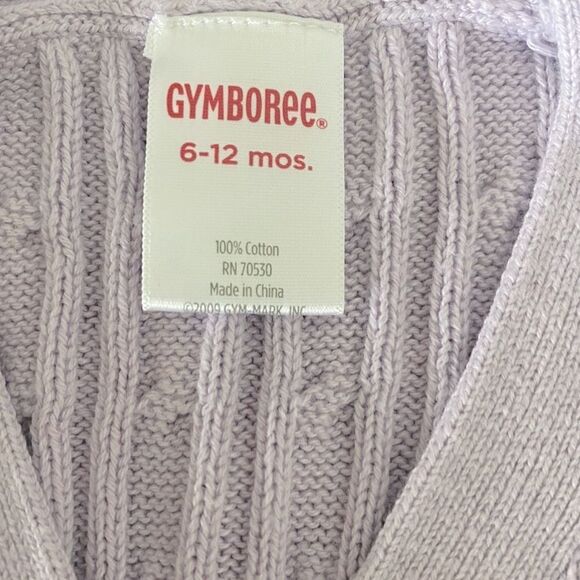 GYMBOREE®
6-12 mos.
100% Cotton
RN 70530
Made in China
©2009 GYM-MARK, INC.